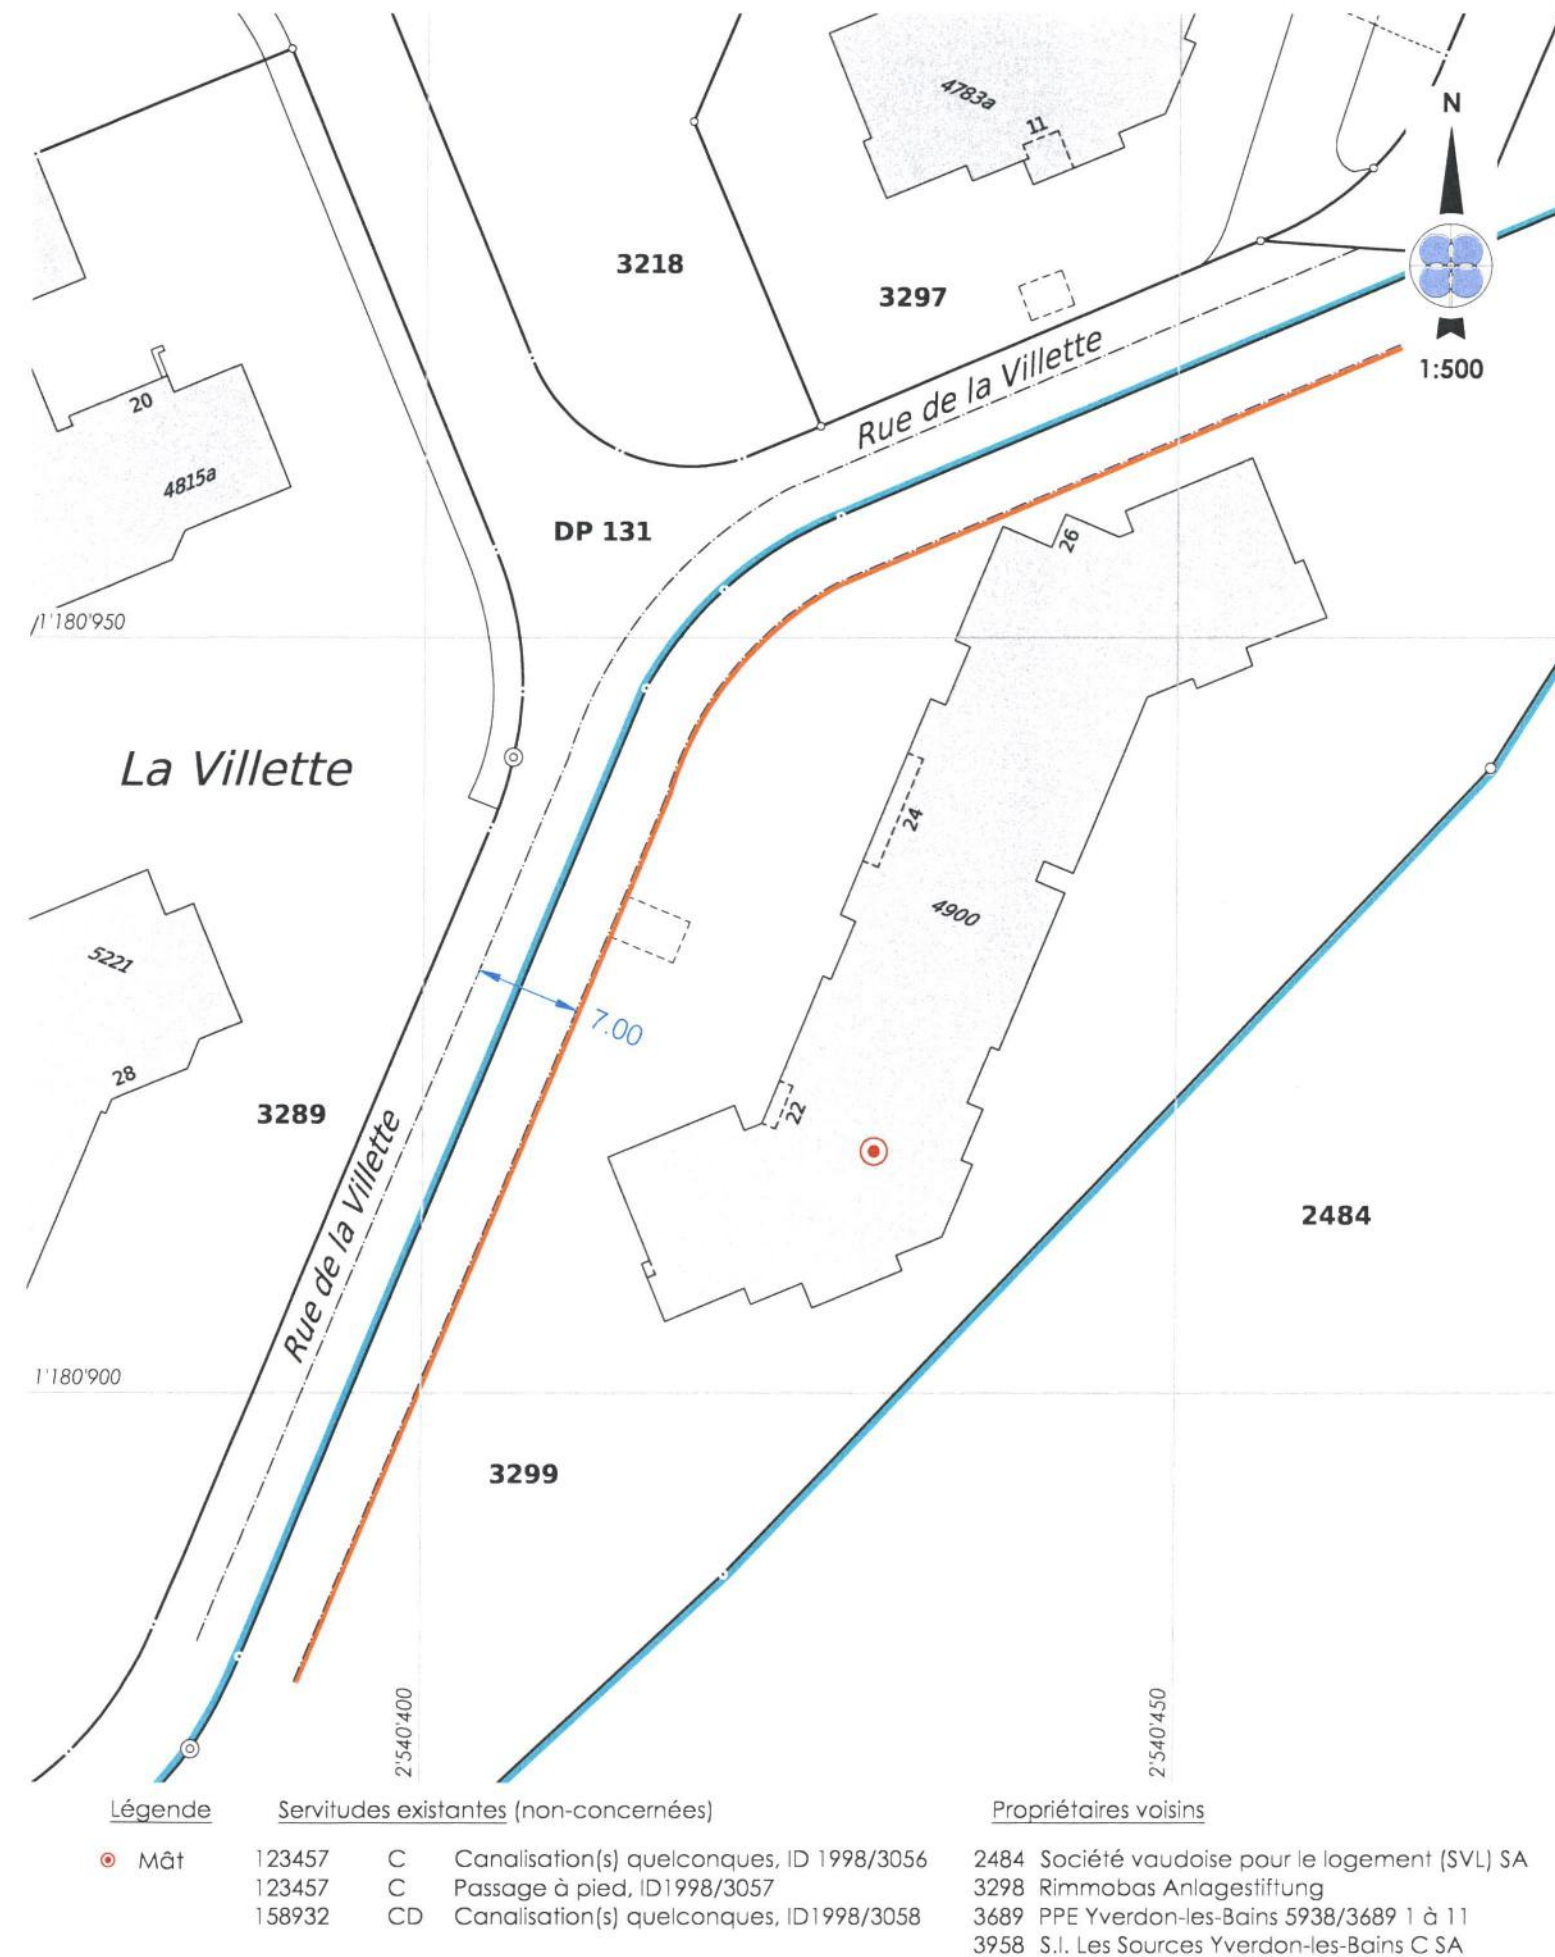 4783a
11
N
3218
3297
Rue de la Villette
1:500
20
4815a
DP 131
26
/1'180'950
La Villette
24
4900
5221
7.00
28
3289
22
Rue de la Villette
2484
1'180'900
3299
2'540'400
2'540'450
Légende
Mât
Servitudes existantes (non-concernées)
123457 C Canalisation(s) quelconques, ID 1998/3056
123457 C Passage à pied, ID1998/3057
158932 CD Canalisation(s) quelconques, ID1998/3058
Propriétaires voisins
2484 Société vaudoise pour le logement (SVL) SA
3298 Rimmobas Anlagestiftung
3689 PPE Yverdon-les-Bains 5938/3689 1 à 11
3958 S.I. Les Sources Yverdon-les-Bains C SA